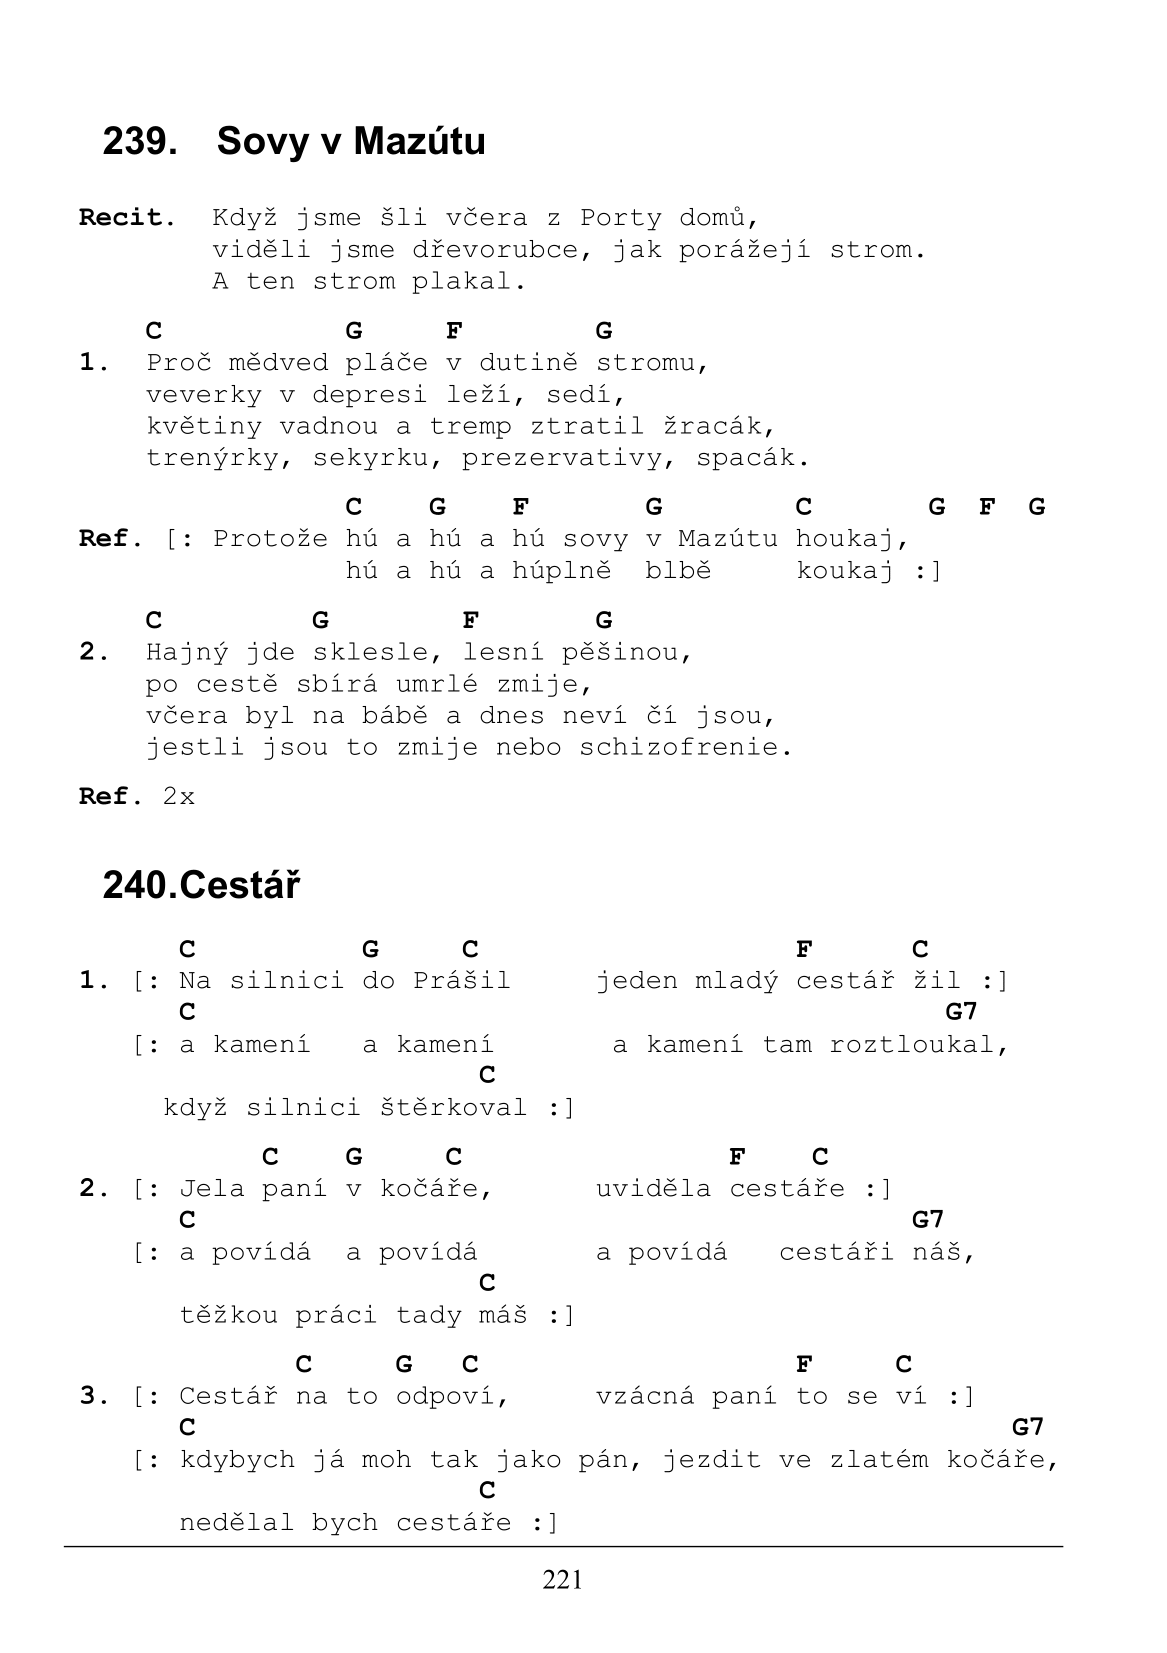 239. Sovy v Mazútu
Recit. Když jsme šli včera z Porty domů,
viděli jsme dřevorubce, jak porážejí strom.
A ten strom plakal.
C G F G
1. Proč mědved pláče v dutině stromu,
veverky v depresi leží, sedí,
květiny vadnou a tremp ztratil žracák,
trenýrky, sekyrku, prezervativy, spacák.
C G F G C G F G
Ref. [: Protože hú a hú a hú sovy v Mazútu houkaj,
hú a hú a húplně blbě koukaj :]
C G F G
2. Hajný jde sklesle, lesní pěšinou,
po cestě sbírá umrlé zmije,
včera byl na bábě a dnes neví čí jsou,
jestli jsou to zmije nebo schizofrenie.
Ref. 2x
240.Cestář
C G C F C
1. [: Na silnici do Prášil jeden mladý cestář žil :]
C G7
[: a kamení a kamení a kamení tam roztloukal,
C
když silnici štěrkoval :]
C G C F C
2. [: Jela paní v kočáře, uviděla cestáře :]
C G7
[: a povídá a povídá a povídá cestáři náš,
C
těžkou práci tady máš :]
C G C F C
3. [: Cestář na to odpoví, vzácná paní to se ví :]
C G7
[: kdybych já moh tak jako pán, jezdit ve zlatém kočáře,
C
nedělal bych cestáře :]
221